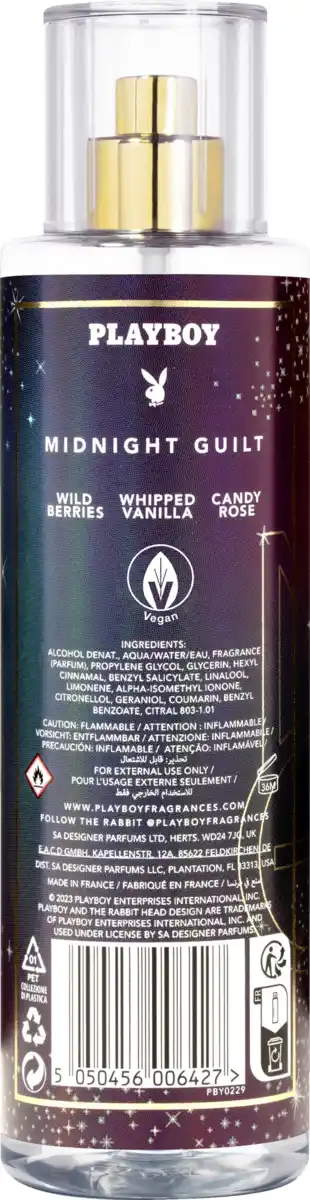 PLAYBOY
MIDNIGHT GUILT
WILD WHIPPED CANDY
BERRIES VANILLA ROSE
Vegan
INGREDIENTS:
ALCOHOL DENAT., AQUA/WATER/EAU, FRAGRANCE
(PARFUM), PROPYLENE GLYCOL, GLYCERIN, HEXYL
CINNAMAL, BENZYL SALICYLATE, LINALOOL,
LIMONENE, ALPHA-ISOMETHYL IONONE,
CITRONELLOL, GERANIOL, COUMARIN, BENZYL
BENZOATE, CITRAL 803-1.01
CAUTION: FLAMMABLE / ATTENTION : INFLAMMABLE /
VORSICHT: ENTFLAMMBAR / ATTENZIONE: INFIAMMABILE /
PRECAUCIÓN: INFLAMABLE / ATENÇÃO: INFLAMÁVEL /
تحذير: قابل للاشتعال
FOR EXTERNAL USE ONLY /
POUR L'USAGE EXTERNE SEULEMENT /
للاستخدام الخارجي فقط
36M
WWW.PLAYBOYFRAGRANCES.COM
FOLLOW THE RABBIT @PLAYBOYFRAGRANCES
SA DESIGNER PARFUMS LTD, HERTS. WD24 7JG, UK
E.A.C.D GMBH, KAPELLENSTR. 12A, 85622 FELDKIRCHEN, DE
DIST. SA DESIGNER PARFUMS LLC, PLANTATION, FL 33313, USA
MADE IN FRANCE / FABRIQUÉ EN FRANCE / صنع في فرنسا
© 2023 PLAYBOY ENTERPRISES INTERNATIONAL, INC.
PLAYBOY AND THE RABBIT HEAD DESIGN ARE TRADEMARKS
OF PLAYBOY ENTERPRISES INTERNATIONAL, INC. AND
USED UNDER LICENSE BY SA DESIGNER PARFUMS.
01
PET
COLLEZIONE
DI PLASTICA
FR
5 050456 006427 >
PBY0229